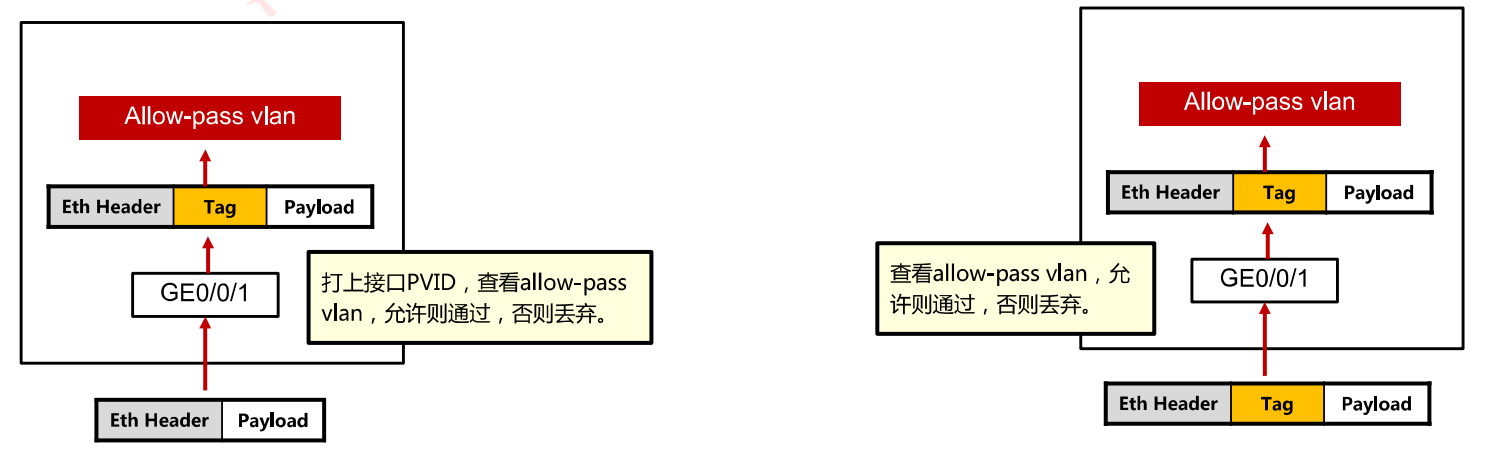 Allow-pass vlan
Eth Header Tag Payload
GE0/0/1
打上接口PVID，查看allow-pass
vlan，允许则通过，否则丢弃。
Eth Header Payload
Allow-pass vlan
Eth Header Tag Payload
GE0/0/1
查看allow-pass vlan，允
许则通过，否则丢弃。
Eth Header Tag Payload